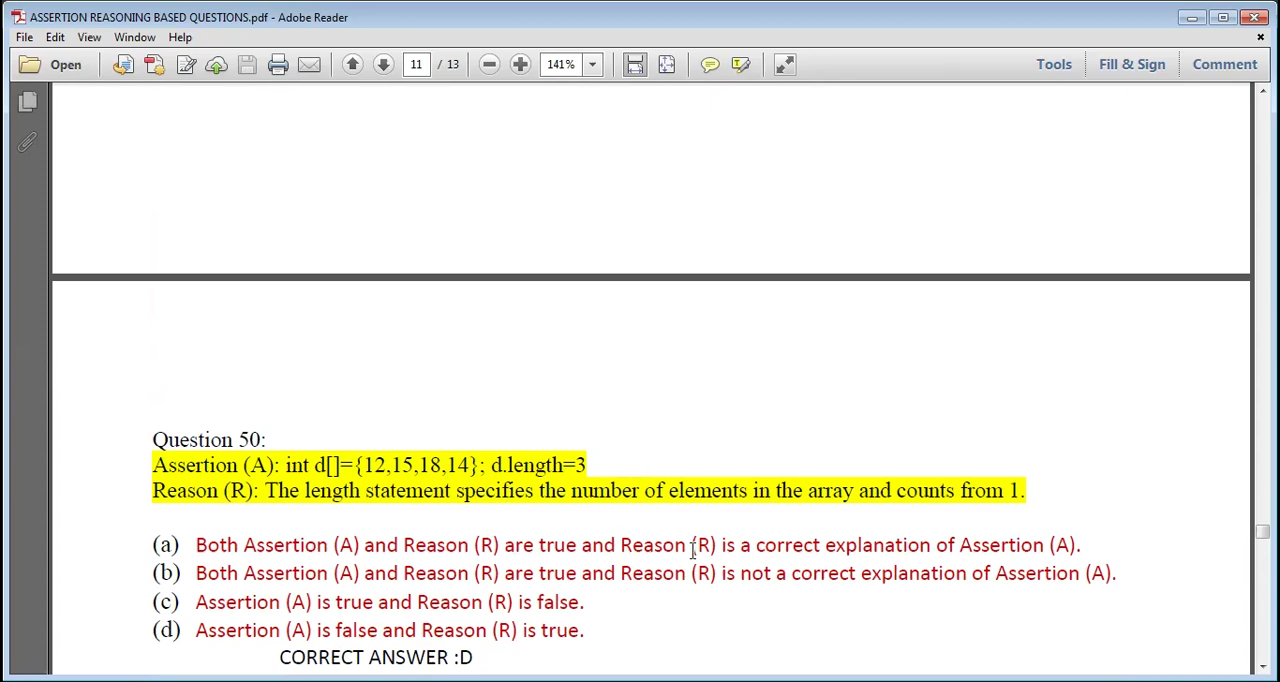 ASSERTION REASONING BASED QUESTIONS.pdf - Adobe Reader
File Edit View Window Help
Open 11 / 13 141% Tools Fill & Sign Comment
Question 50:
Assertion (A): int d[]={12,15,18,14}; d.length=3
Reason (R): The length statement specifies the number of elements in the array and counts from 1.
(a) Both Assertion (A) and Reason (R) are true and Reason (R) is a correct explanation of Assertion (A).
(b) Both Assertion (A) and Reason (R) are true and Reason (R) is not a correct explanation of Assertion (A).
(c) Assertion (A) is true and Reason (R) is false.
(d) Assertion (A) is false and Reason (R) is true.
CORRECT ANSWER :D